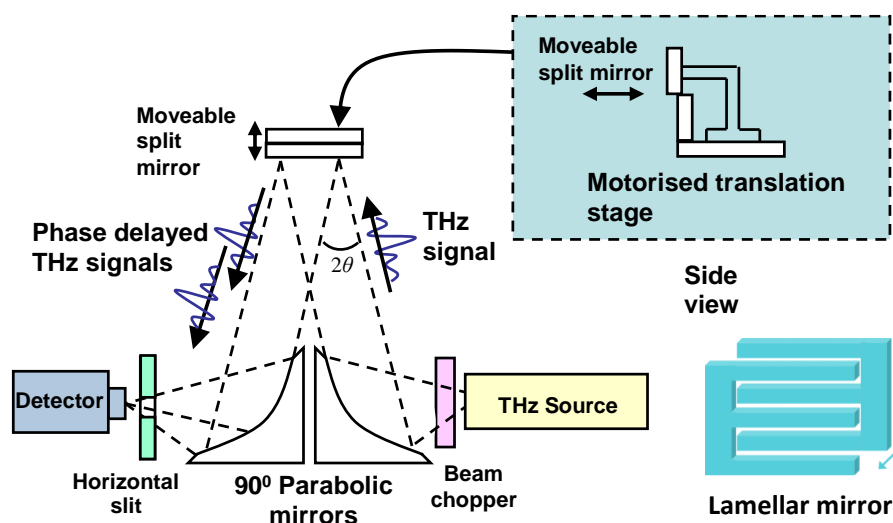 Moveable
split mirror
Motorised translation
stage
Moveable
split
mirror
Phase delayed
THz signals
THz
signal
2θ
Side
view
Detector
THz Source
Horizontal
slit
90⁰ Parabolic
mirrors
Beam
chopper
Lamellar mirror